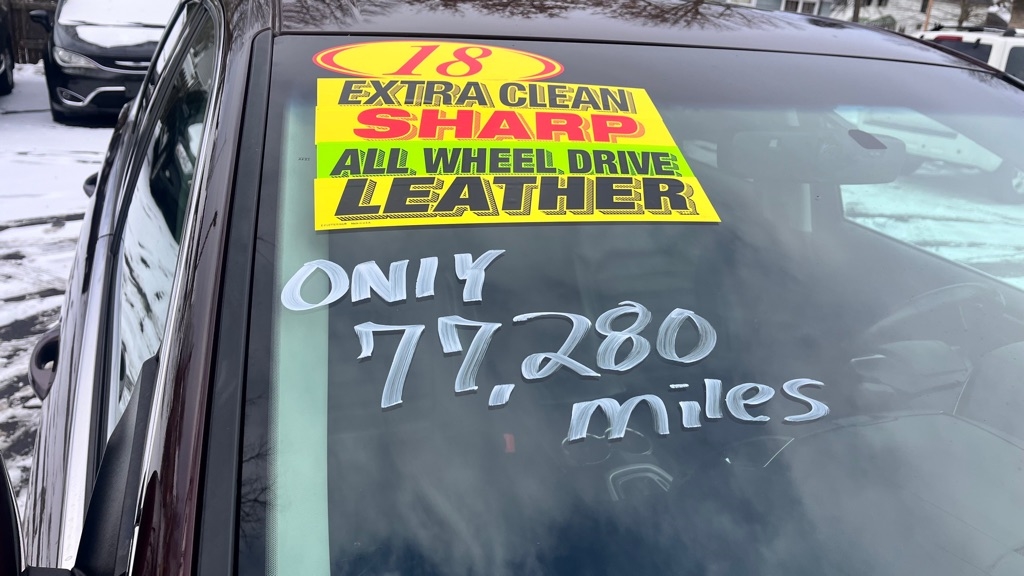 18
EXTRA CLEAN
SHARP
ALL WHEEL DRIVE
LEATHER
ONLY
77,280
miles